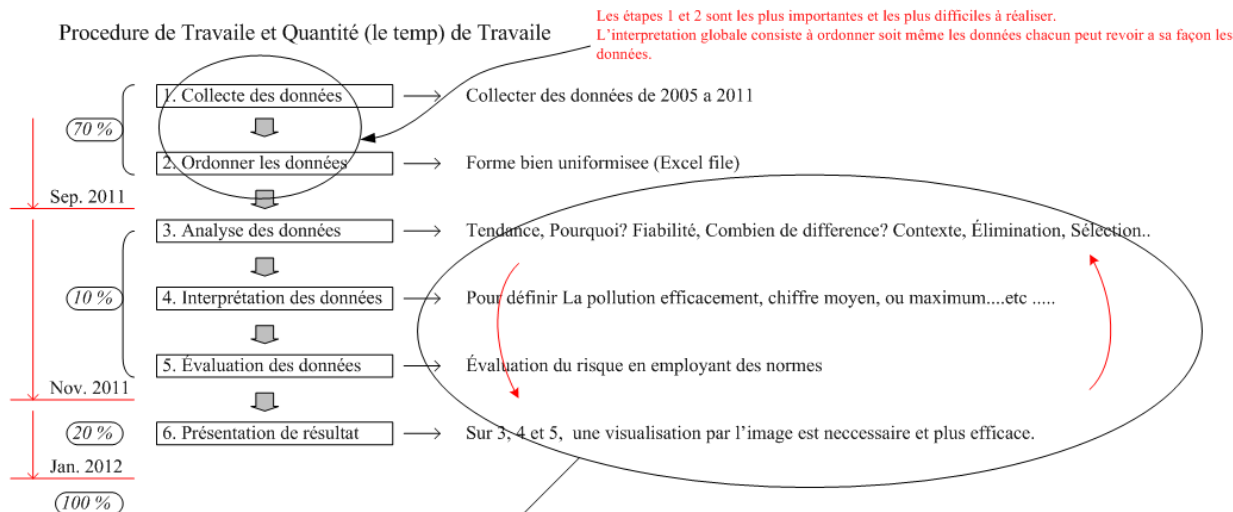 Les étapes 1 et 2 sont les plus importantes et les plus difficiles à réaliser.
L’interpretation globale consiste à ordonner soit même les données chacun peut revoir a sa façon les
données.
Procedure de Travaile et Quantité (le temp) de Travaile
1. Collecte des données
Collecter des données de 2005 a 2011
70 %
2. Ordonner les données
Forme bien uniformisee (Excel file)
Sep. 2011
3. Analyse des données
Tendance, Pourquoi? Fiabilité, Combien de difference? Contexte, Élimination, Sélection..
10 %
4. Interprétation des données
Pour définir La pollution efficacement, chiffre moyen, ou maximum....etc .....
5. Évaluation des données
Évaluation du risque en employant des normes
Nov. 2011
20 %
6. Présentation de résultat
Sur 3, 4 et 5, une visualisation par l’image est neccessaire et plus efficace.
Jan. 2012
100 %